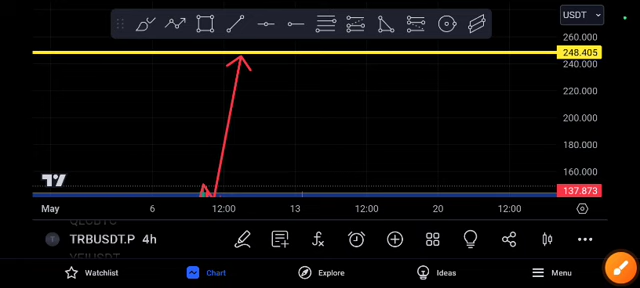 USDT
260.000
248.405
240.000
220.000
200.000
180.000
160.000
137.873
May 6 12:00 13 12:00 20 12:00
TRBUSDT.P 4h
Watchlist Chart Explore Ideas Menu